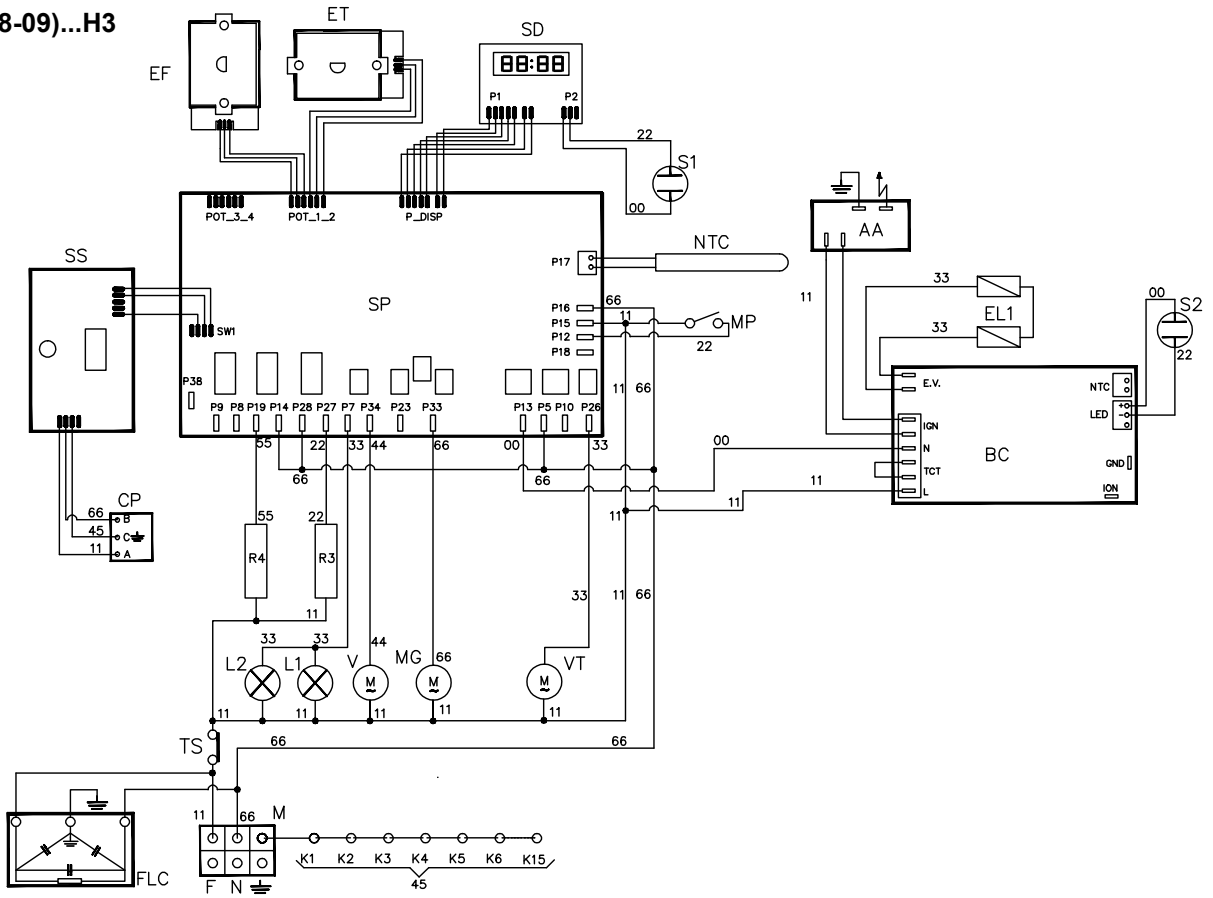 8-09)...H3
ET
SD
EF
88:88
P1
P2
22
S1
00
POT_3_4
POT_1_2
P_DISP
AA
NTC
P17
SS
SP
11
33
EL1
33
00
S2
22
P16
66
P15
11
MP
P12
22
P18
SW1
E.V.
NTC
LED
+
-
P38
P9
P8
P19
P14
P28
P27
P7
P34
P23
P33
P13
P5
P10
P26
11
66
IGN
N
TCT
L
BC
GND
ION
55
22
33
44
66
00
33
00
66
66
11
11
11
CP
66
B
45
C
11
A
55
22
R4
R3
11
33
11
66
33
33
44
66
L2
L1
V
MG
VT
M
~
M
~
M
~
11
11
11
11
11
TS
66
66
11
66
M
K1
K2
K3
K4
K5
K6
K15
45
FLC
F
N